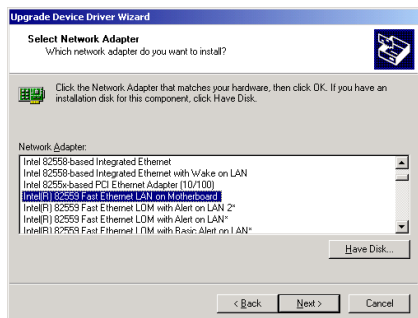 Upgrade Device Driver Wizard
Select Network Adapter
Which network adapter do you want to install?
Click the Network Adapter that matches your hardware, then click OK. If you have an
installation disk for this component, click Have Disk.
Network Adapter:
Intel 82558-based Integrated Ethernet
Intel 82558-based Integrated Ethernet with Wake on LAN
Intel 8255x-based PCI Ethernet Adapter (10/100)
Intel(R) 82559 Fast Ethernet LAN on Motherboard
Intel(R) 82559 Fast Ethernet LOM with Alert on LAN 2*
Intel(R) 82559 Fast Ethernet LOM with Alert on LAN*
Intel(R) 82559 Fast Ethernet LOM with Basic Alert on LAN*
Have Disk...
< Back
Next >
Cancel